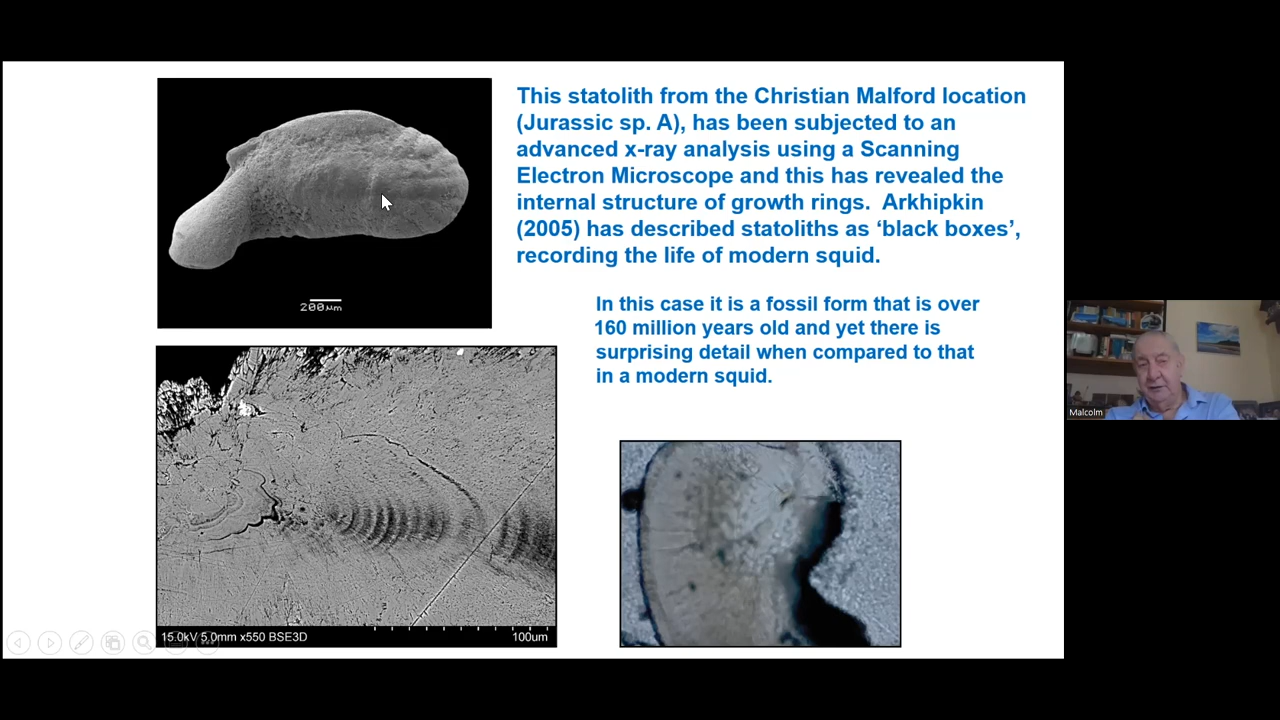 This statolith from the Christian Malford location
(Jurassic sp. A), has been subjected to an
advanced x-ray analysis using a Scanning
Electron Microscope and this has revealed the
internal structure of growth rings.  Arkhipkin
(2005) has described statoliths as ‘black boxes’,
recording the life of modern squid.
200µm
In this case it is a fossil form that is over
160 million years old and yet there is
surprising detail when compared to that
in a modern squid.
Malcolm
15.0kV 5.0mm x550 BSE3D 100um